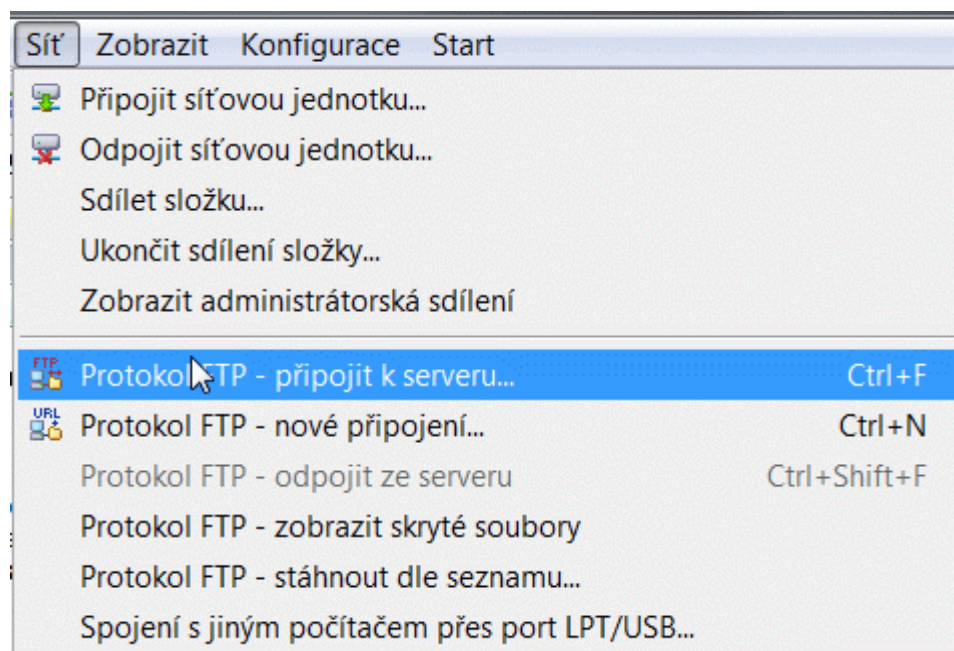 Síť Zobrazit Konfigurace Start
Připojit síťovou jednotku...
Odpojit síťovou jednotku...
Sdílet složku...
Ukončit sdílení složky...
Zobrazit administrátorská sdílení
FTP Protokol FTP - připojit k serveru... Ctrl+F
URL Protokol FTP - nové připojení... Ctrl+N
Protokol FTP - odpojit ze serveru Ctrl+Shift+F
Protokol FTP - zobrazit skryté soubory
Protokol FTP - stáhnout dle seznamu...
Spojení s jiným počítačem přes port LPT/USB...